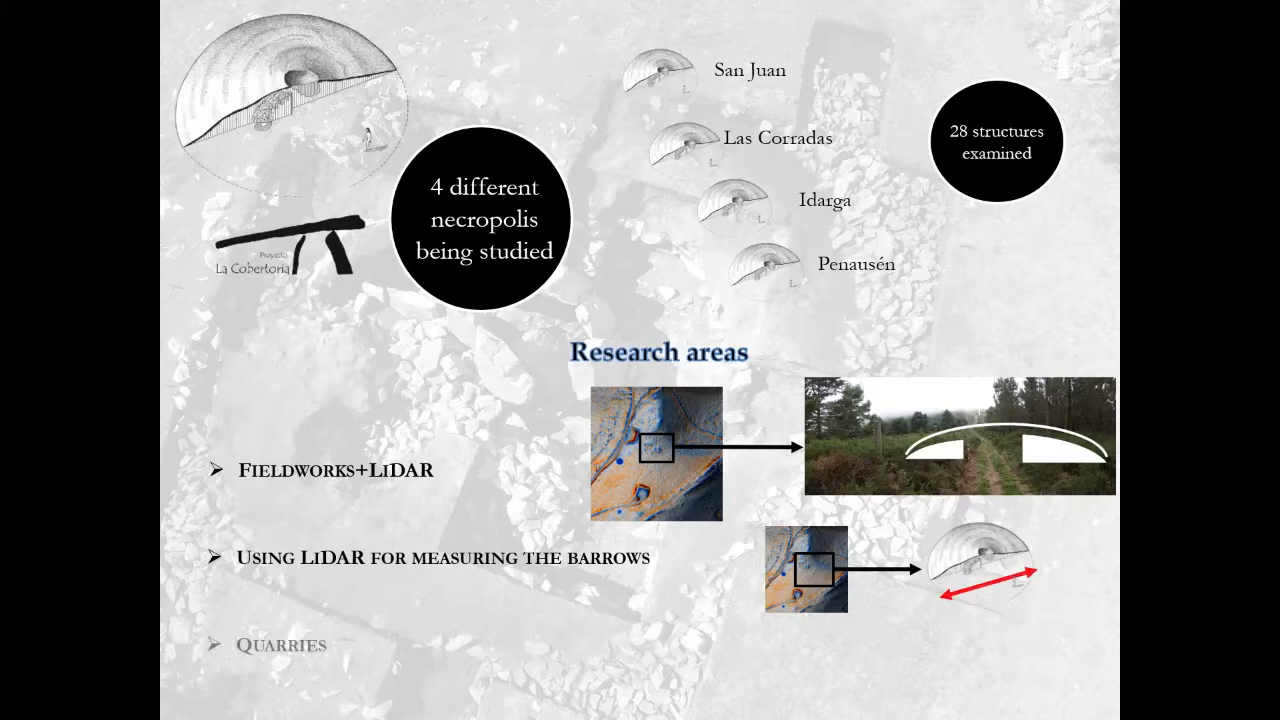 Proyecto
La Cobertoria
4 different
necropolis
being studied
San Juan
Las Corradas
Idarga
Penausén
28 structures
examined
Research areas
FIELDWORKS+LIDAR
USING LIDAR FOR MEASURING THE BARROWS
QUARRIES